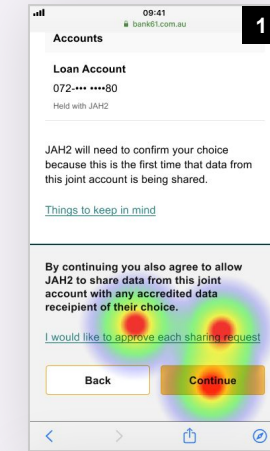 09:41
bank61.com.au
1
Accounts
Loan Account
072-••• ••••80
Held with JAH2
JAH2 will need to confirm your choice
because this is the first time that data from
this joint account is being shared.
Things to keep in mind
By continuing you also agree to allow
JAH2 to share data from this joint
account with any accredited data
receipient of their choice.
I would like to approve each sharing request
Back
Continue